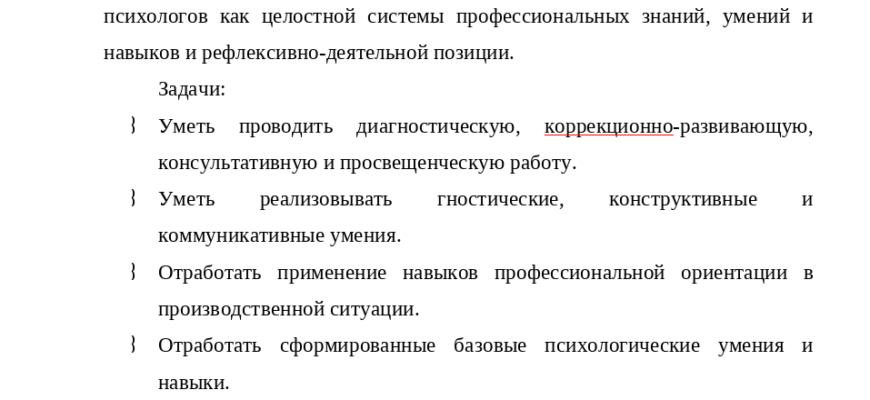 психологов как целостной системы профессиональных знаний, умений и
навыков и рефлексивно-деятельной позиции.
Задачи:
⌇ Уметь проводить диагностическую, коррекционно-развивающую,
консультативную и просвещенческую работу.
⌇ Уметь реализовывать гностические, конструктивные и
коммуникативные умения.
⌇ Отработать применение навыков профессиональной ориентации в
производственной ситуации.
⌇ Отработать сформированные базовые психологические умения и
навыки.